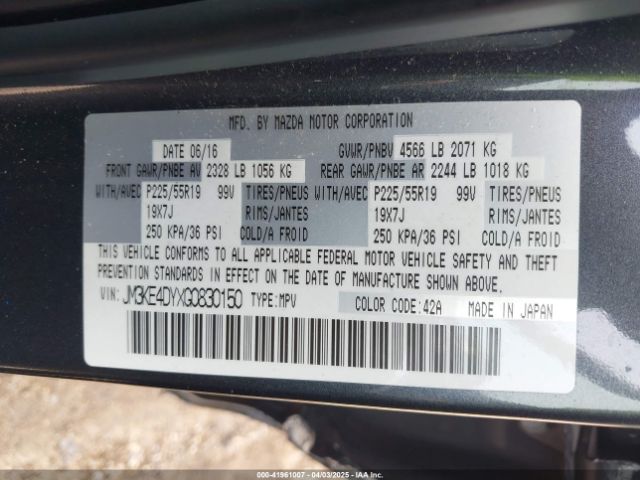 MFD. BY MAZDA MOTOR CORPORATION
DATE 06/16 GVWR/PNBV 4566 LB 2071 KG
FRONT GAWR/PNBE AV 2328 LB 1056 KG REAR GAWR/PNBE AR 2244 LB 1018 KG
WITH/AVEC P225/55R19 99V TIRES/PNEUS WITH/AVEC P225/55R19 99V TIRES/PNEUS
19X7J RIMS/JANTES 19X7J RIMS/JANTES
250 KPA/36 PSI COLD/A FROID 250 KPA/36 PSI COLD/A FROID
THIS VEHICLE CONFORMS TO ALL APPLICABLE FEDERAL MOTOR VEHICLE SAFETY AND THEFT
PREVENTION STANDARDS IN EFFECT ON THE DATE OF MANUFACTURE SHOWN ABOVE.
VIN: JM3KE4DYXG0830150 TYPE: MPV COLOR CODE: 42A MADE IN JAPAN
000-41961007 - 04/03/2025 - IAAI.COM